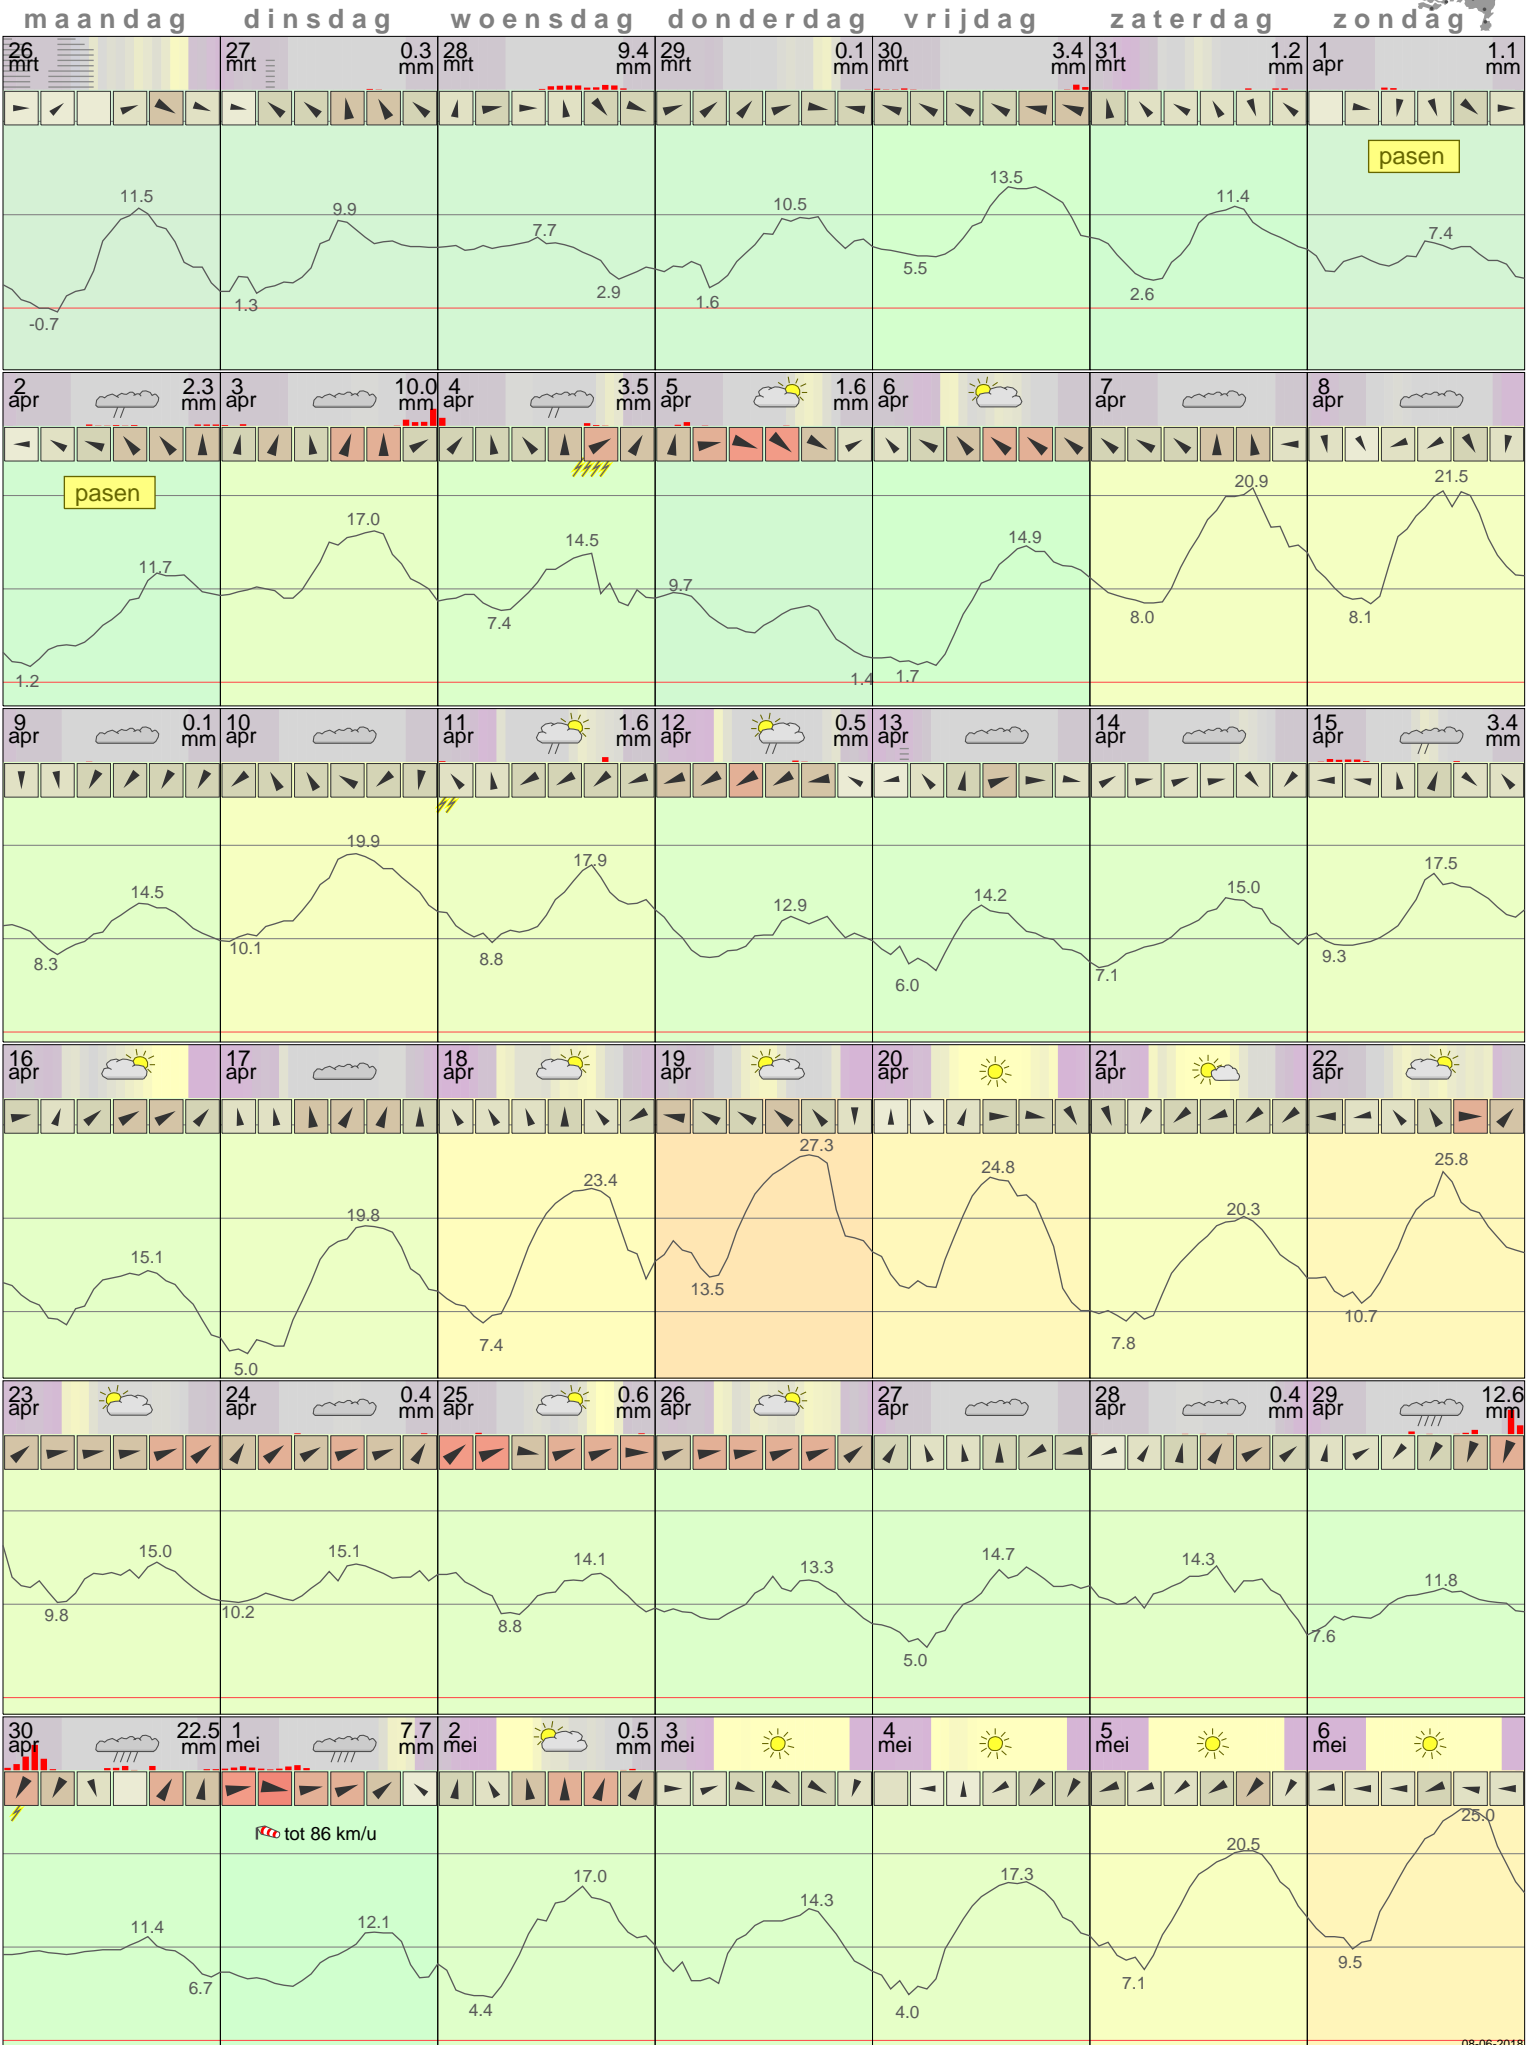 maandag dinsdag woensdag donderdag vrijdag zaterdag zondag
26 27 0.3 28 9.4 29 0.1 30 3.4 31 1.2 1 1.1
mrt mrt mm mrt mm mrt mm mrt mm mrt mm apr mm
pasen
11.5 9.9 7.7 10.5 13.5 11.4 7.4
-0.7 1.3 2.9 1.6 5.5 2.6
2 2.3 3 10.0 4 3.5 5 1.6 6 7 8
apr mm apr mm apr mm apr mm apr apr apr
pasen
11.7 17.0 14.5 9.7 14.9 20.9 21.5
1.2 7.4 1.4 1.7 8.0 8.1
9 0.1 10 11 1.6 12 0.5 13 14 15 3.4
apr mm apr apr mm apr mm apr apr apr mm
14.5 19.9 17.9 12.9 14.2 15.0 17.5
8.3 10.1 8.8 6.0 7.1 9.3
16 17 18 19 20 21 22
apr apr apr apr apr apr apr
15.1 19.8 23.4 27.3 24.8 20.3 25.8
5.0 7.4 13.5 7.8 10.7
23 24 0.4 25 0.6 26 27 28 0.4 29 12.6
apr apr mm apr mm apr apr apr mm apr mm
15.0 15.1 14.1 13.3 14.7 14.3 11.8
9.8 10.2 8.8 5.0 7.6
30 22.5 1 7.7 2 0.5 3 4 5 6
apr mm mei mm mei mm mei mei mei mei
tot 86 km/u
11.4 12.1 17.0 14.3 17.3 20.5 25.0
6.7 4.4 4.0 7.1 9.5
08-06-2018